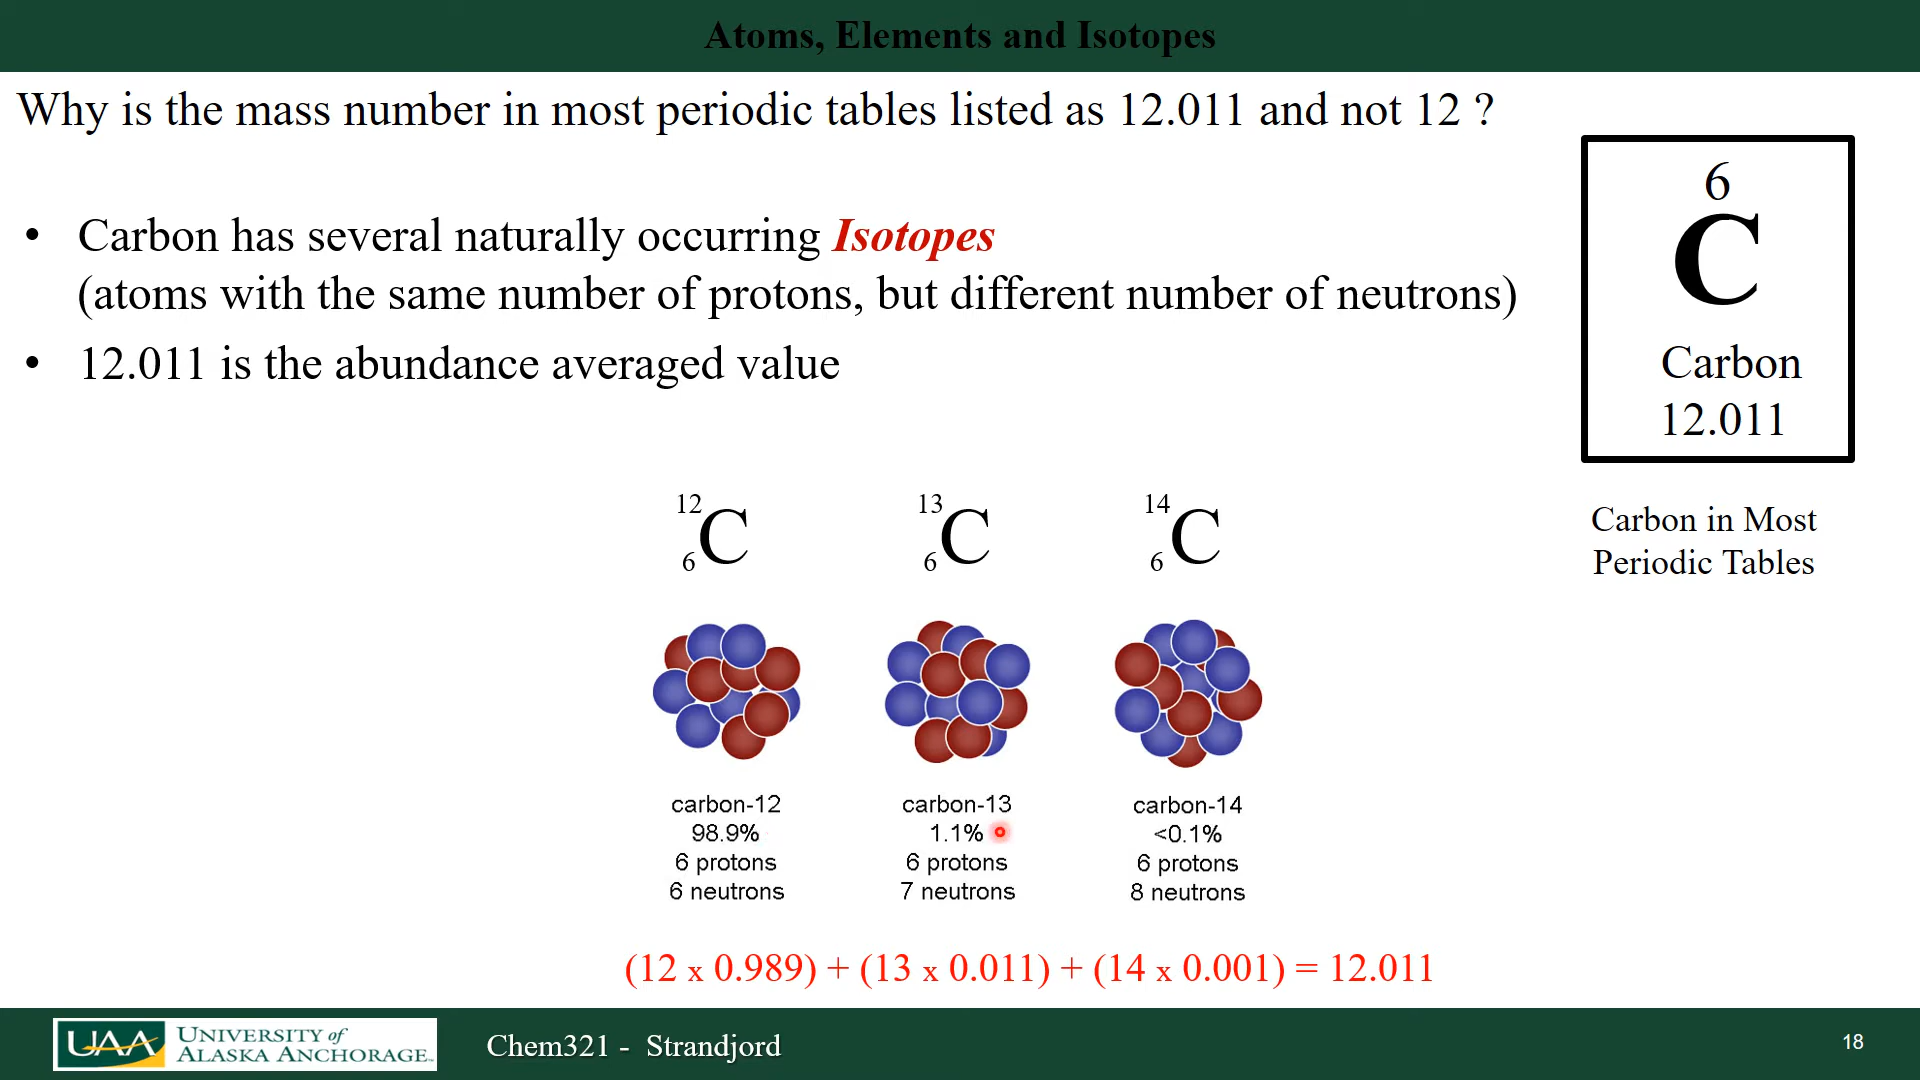 Atoms, Elements and Isotopes
Why is the mass number in most periodic tables listed as 12.011 and not 12 ?
• Carbon has several naturally occurring Isotopes
(atoms with the same number of protons, but different number of neutrons)
• 12.011 is the abundance averaged value
6
C
Carbon
12.011
Carbon in Most
Periodic Tables
12 6 C
13 6 C
14 6 C
carbon-12
98.9%
6 protons
6 neutrons
carbon-13
1.1%
6 protons
7 neutrons
carbon-14
<0.1%
6 protons
8 neutrons
(12 x 0.989) + (13 x 0.011) + (14 x 0.001) = 12.011
UAA
UNIVERSITY of
ALASKA ANCHORAGE
Chem321 - Strandjord
18